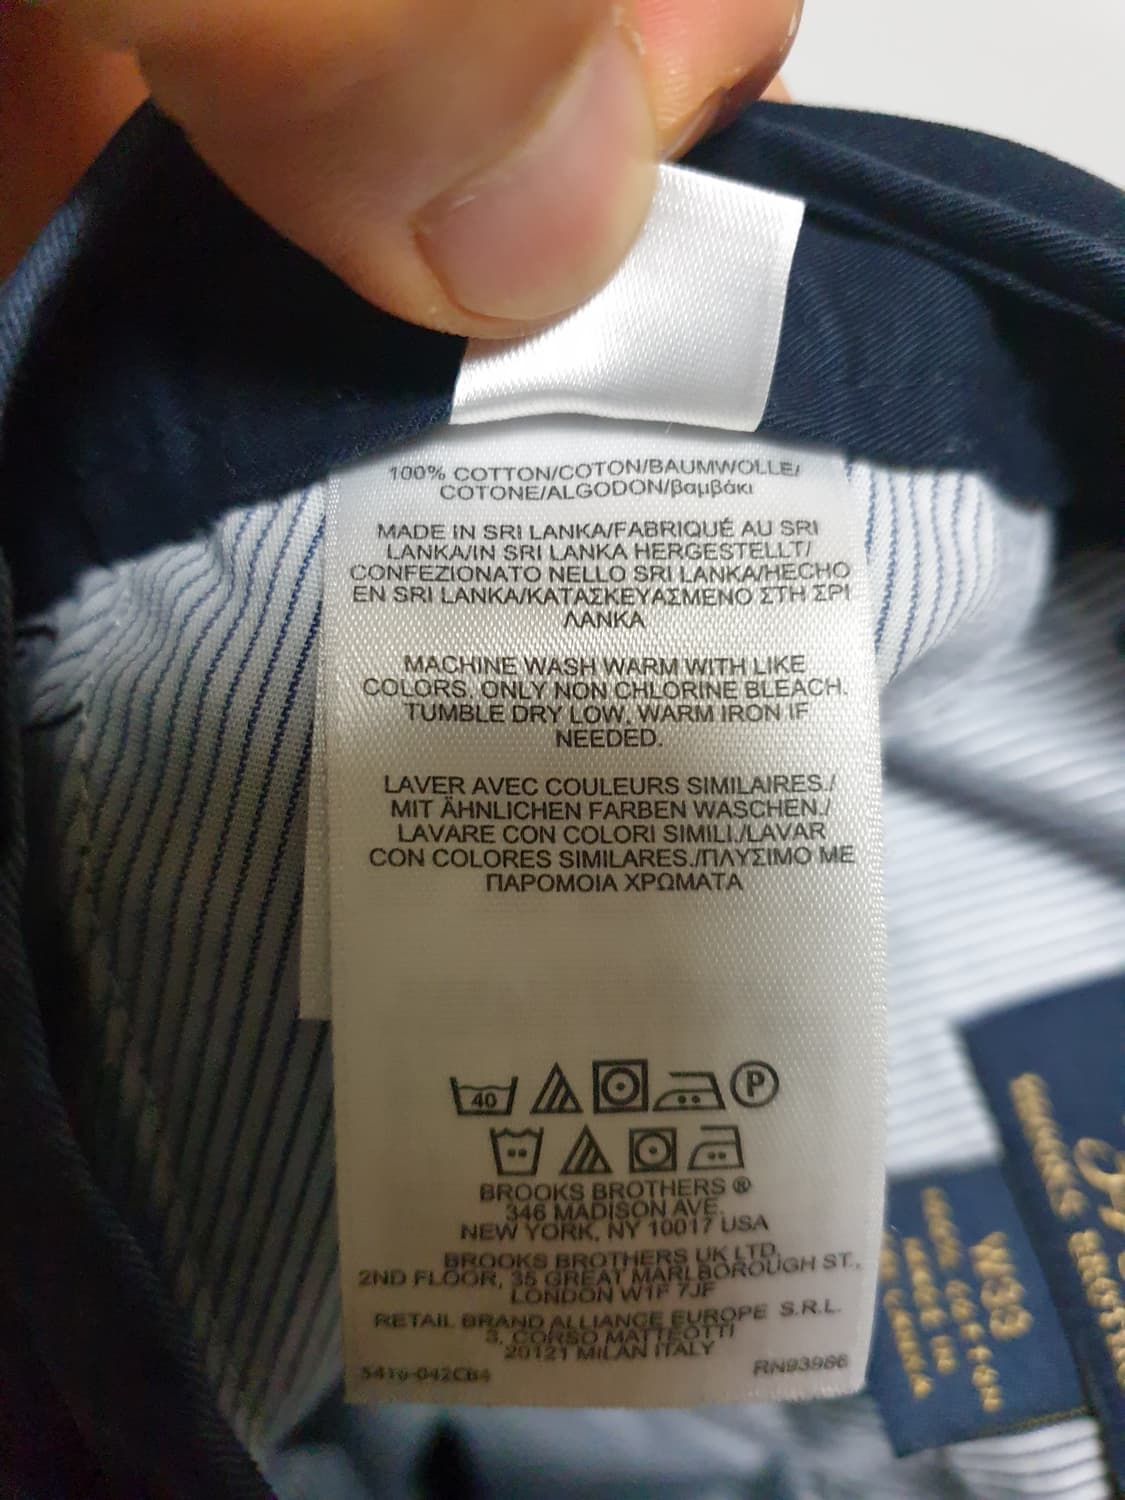 100% COTTON/COTON/BAUMWOLLE/
COTONE/ALGODON/βαμβάκι
MADE IN SRI LANKA/FABRIQUÉ AU SRI
LANKA/IN SRI LANKA HERGESTELLT/
CONFEZIONATO NELLO SRI LANKA/HECHO
EN SRI LANKA/ΚΑΤΑΣΚΕΥΑΣΜΕΝΟ ΣΤΗ ΣΡΙ
ΛΑΝΚΑ
MACHINE WASH WARM WITH LIKE
COLORS. ONLY NON CHLORINE BLEACH.
TUMBLE DRY LOW. WARM IRON IF
NEEDED.
LAVER AVEC COULEURS SIMILAIRES./
MIT ÄHNLICHEN FARBEN WASCHEN./
LAVARE CON COLORI SIMILI./LAVAR
CON COLORES SIMILARES./ΠΛΥΣΙΜΟ ΜΕ
ΠΑΡΟΜΟΙΑ ΧΡΩΜΑΤΑ
40 P
BROOKS BROTHERS ®
346 MADISON AVE.
NEW YORK, NY 10017 USA
BROOKS BROTHERS UK LTD.
2ND FLOOR, 35 GREAT MARLBOROUGH ST.,
LONDON W1F 7JF
RETAIL BRAND ALLIANCE EUROPE S.R.L.
3, CORSO MATTEOTTI
20121 MILAN ITALY
RN93986
W33
100% COTTON
MADE IN